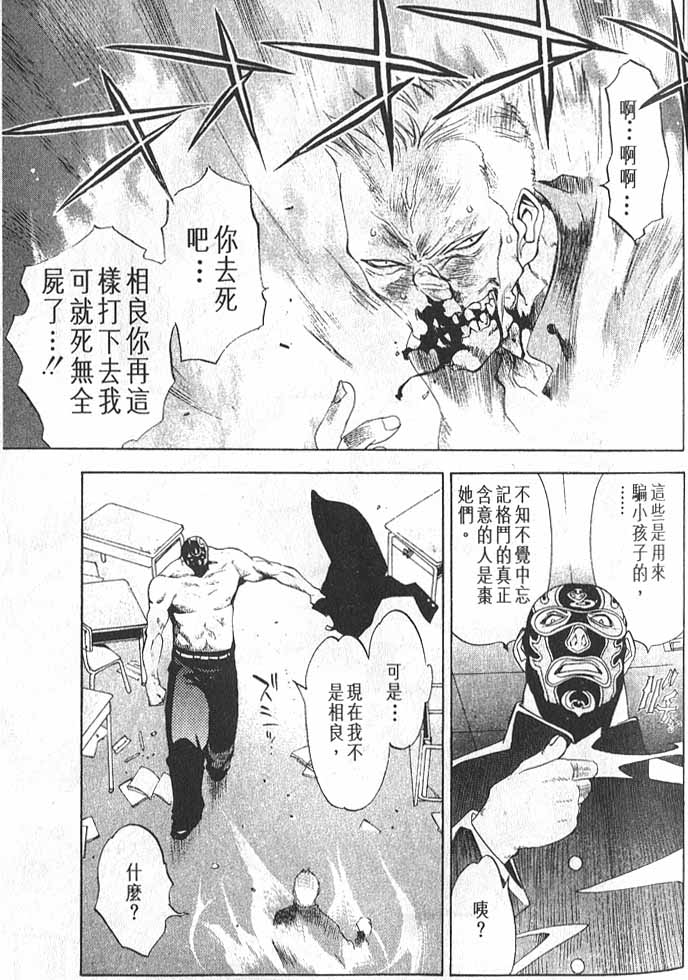 啊…啊啊…
你去死
吧…
相良你再這
樣打下去我
可就死無全
屍了…!!
這些是用來
騙小孩子的，
……
不知不覺中忘
記格鬥的真正
含意的人是棗
她們。
咦？
可是…
現在我不
是相良，
什麼？